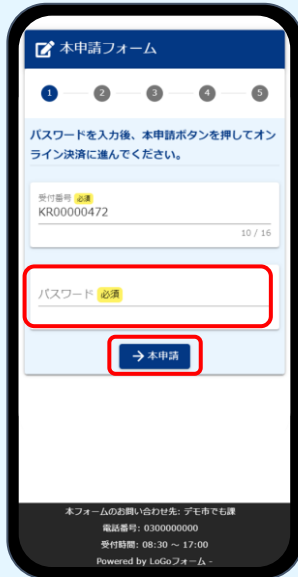 本申請フォーム
1 2 3 4 5
パスワードを入力後、本申請ボタンを押してオン
ライン決済に進んでください。
受付番号 必須
KR00000472
10 / 16
パスワード 必須
→本申請
本フォームのお問い合わせ先: デモ市でも課
電話番号: 0300000000
受付時間: 08:30 ～ 17:00
Powered by LoGoフォーム -